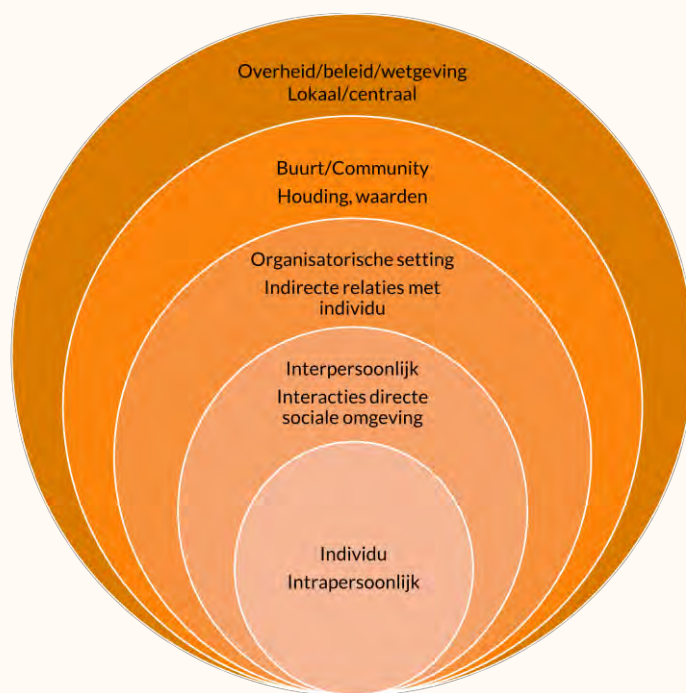 Overheid/beleid/wetgeving
Lokaal/centraal
Buurt/Community
Houding, waarden
Organisatorische setting
Indirecte relaties met
individu
Interpersoonlijk
Interacties directe
sociale omgeving
Individu
Intrapersoonlijk